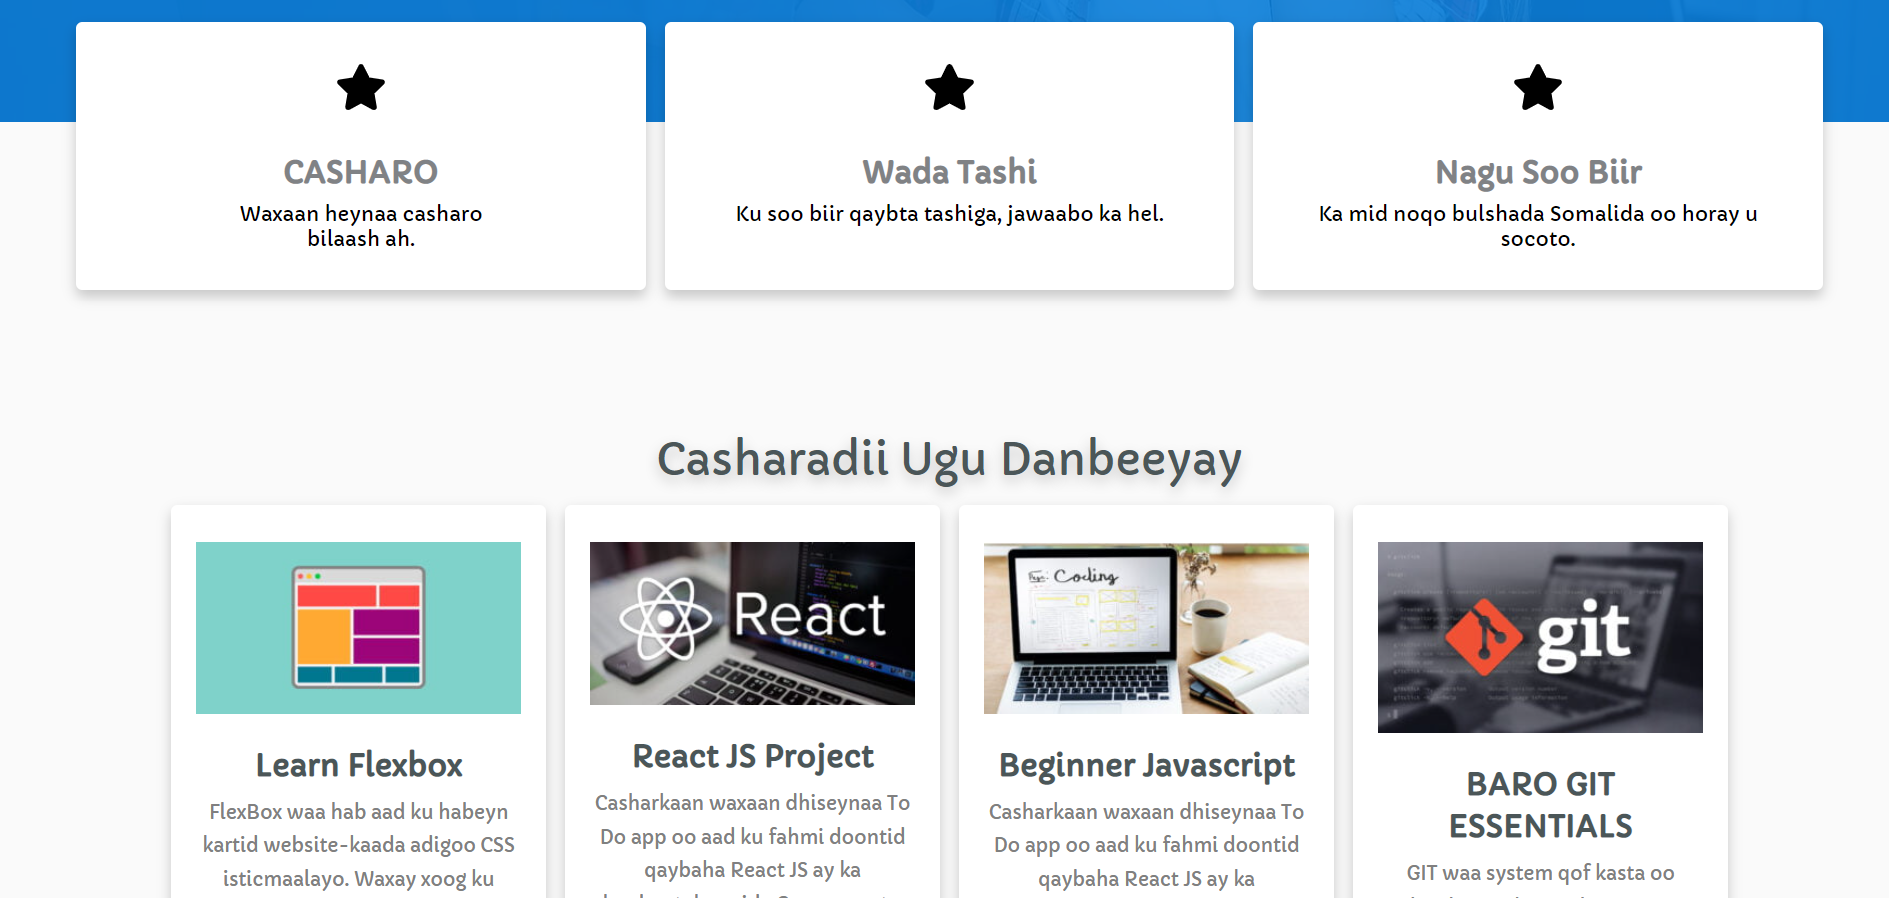 CASHARO
Waxaan heynaa casharo
bilaash ah.
Wada Tashi
Ku soo biir qaybta tashiga, jawaabo ka hel.
Nagu Soo Biir
Ka mid noqo bulshada Somalida oo horay u
socoto.
Casharadii Ugu Danbeeyay
Learn Flexbox
FlexBox waa hab aad ku habeyn
kartid website-kaada adigoo CSS
isticmaalayo. Waxay xoog ku
React
React JS Project
Casharkaan waxaan dhiseynaa To
Do app oo aad ku fahmi doontid
qaybaha React JS ay ka
Coding
Beginner Javascript
Casharkaan waxaan dhiseynaa To
Do app oo aad ku fahmi doontid
qaybaha React JS ay ka
git
BARO GIT
ESSENTIALS
GIT waa system qof kasta oo